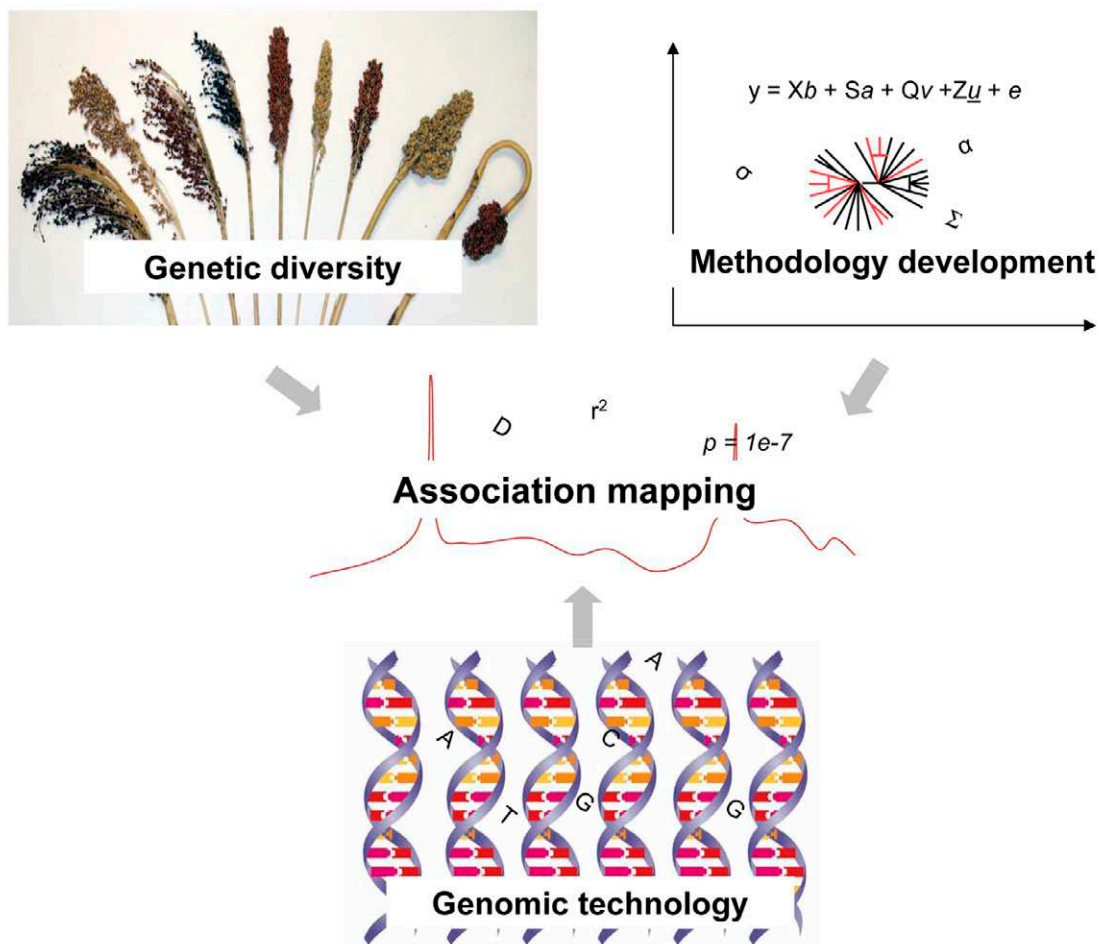 y = Xb + Sa + Qv +Zu + e
α
σ
Σ
Genetic diversity
Methodology development
r²
D
p = 1e-7
Association mapping
A
A
C
T
G
G
Genomic technology